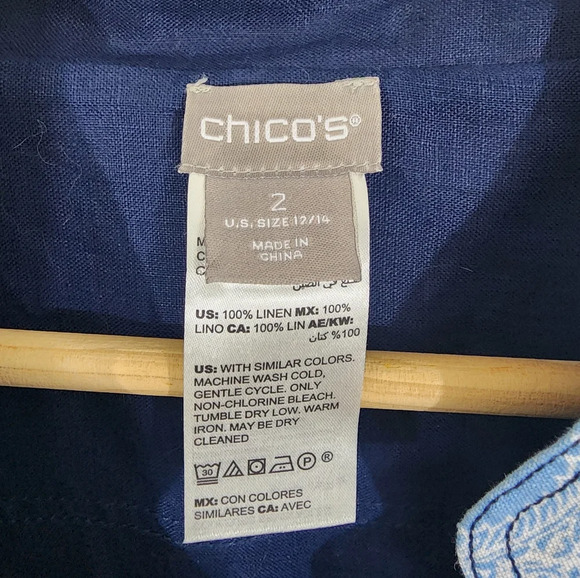 chico's®
2
U.S. SIZE 12/14
MADE IN
CHINA
M
C
C
US: 100% LINEN MX: 100%
LINO CA: 100% LIN AE/KW:
100% كتان
US: WITH SIMILAR COLORS.
MACHINE WASH COLD,
GENTLE CYCLE. ONLY
NON-CHLORINE BLEACH.
TUMBLE DRY LOW. WARM
IRON. MAY BE DRY
CLEANED
30 P ®
MX: CON COLORES
SIMILARES CA: AVEC